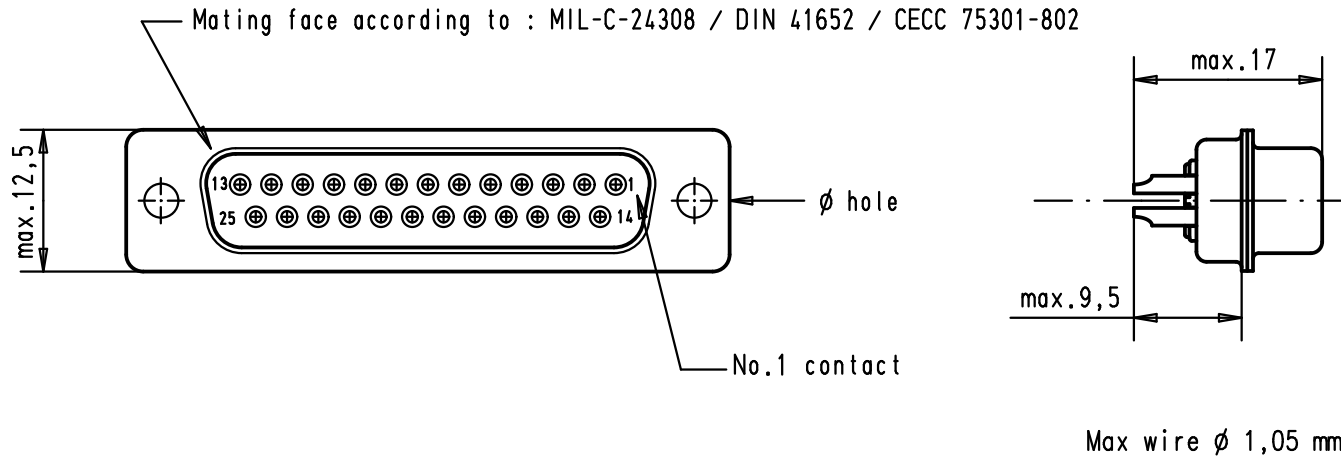 Mating face according to : MIL-C-24308 / DIN 41652 / CECC 75301-802
max.17
max.12,5
13
1
25
14
Ø hole
max.9,5
No.1 contact
Max wire Ø 1,05 mm